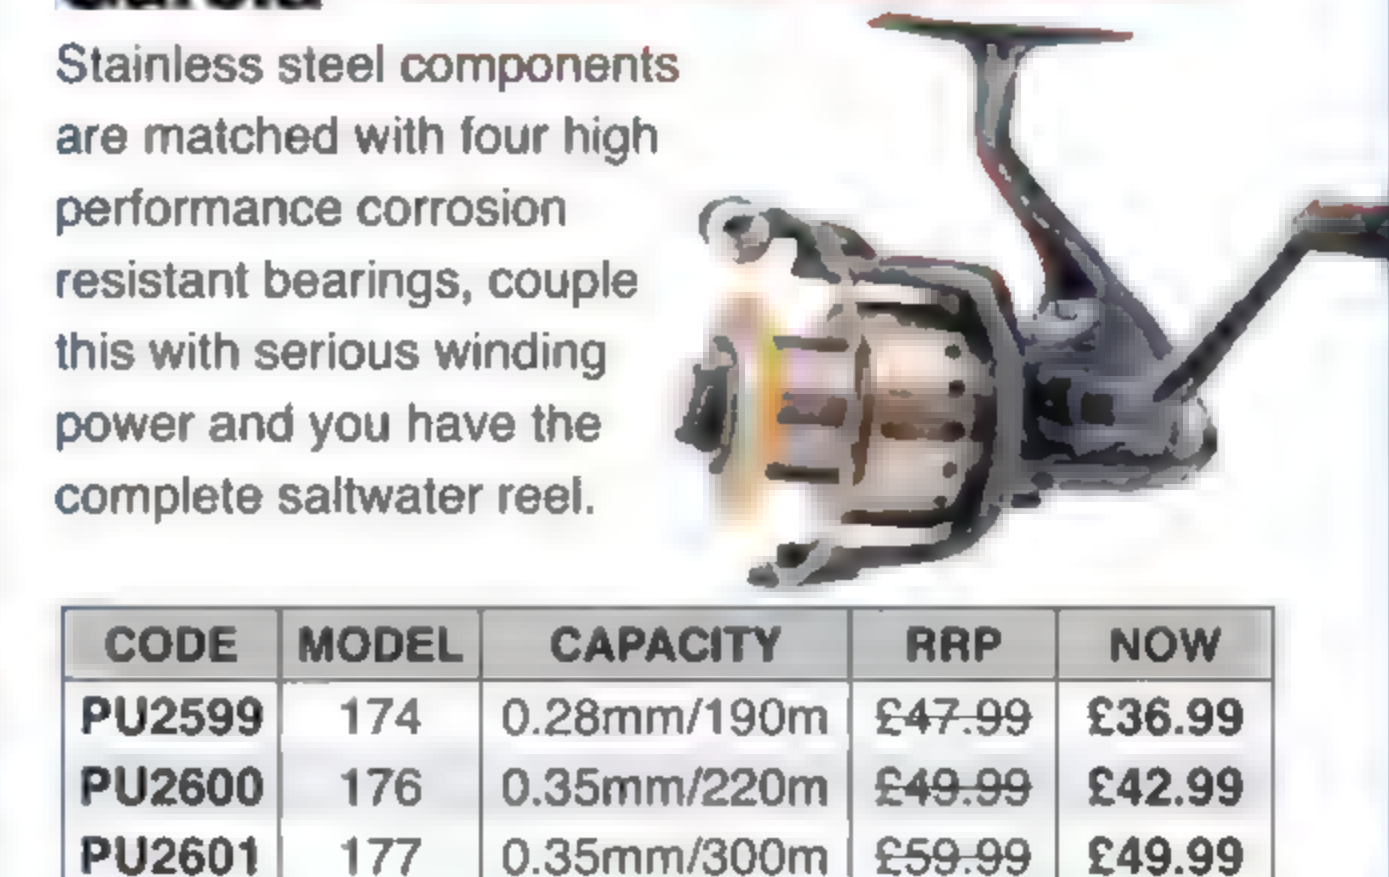 Stainless steel components
are matched with four high
performance corrosion
resistant bearings, couple
this with serious winding
power and you have the
complete saltwater reel.
CODE MODEL CAPACITY RRP NOW
PU2599 174 0.28mm/190m £47.99 £36.99
PU2600 176 0.35mm/220m £49.99 £42.99
PU2601 177 0.35mm/300m £59.99 £49.99